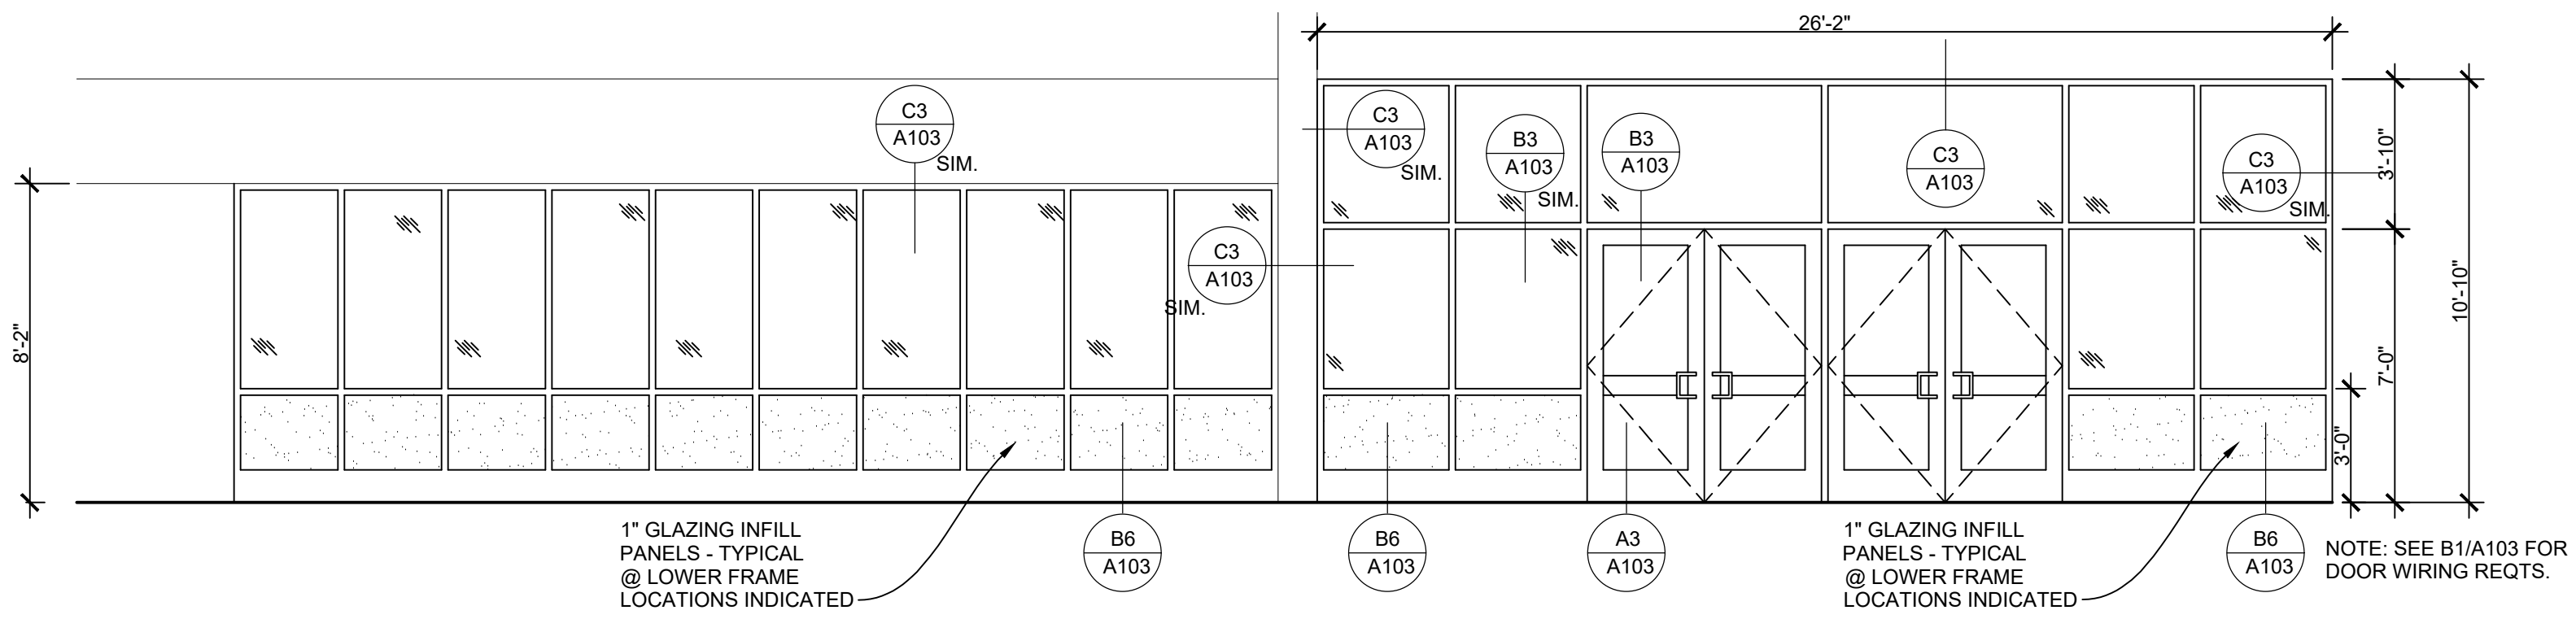 26'-2"
C3
A103
SIM.
C3
A103
SIM.
B3
A103
SIM.
B3
A103
C3
A103
C3
A103
SIM.
3'-10"
10'-10"
8'-2"
C3
A103
SIM.
7'-0"
3'-0"
1" GLAZING INFILL
PANELS - TYPICAL
@ LOWER FRAME
LOCATIONS INDICATED
B6
A103
B6
A103
A3
A103
1" GLAZING INFILL
PANELS - TYPICAL
@ LOWER FRAME
LOCATIONS INDICATED
B6
A103
NOTE: SEE B1/A103 FOR
DOOR WIRING REQTS.